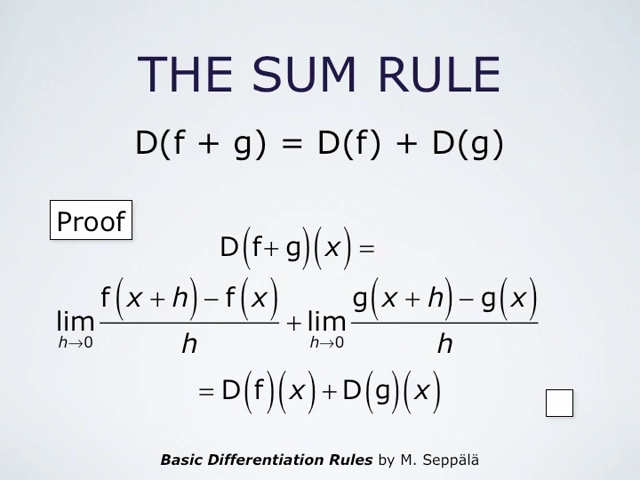 THE SUM RULE
D(f + g) = D(f) + D(g)
Proof
D(f+ g)(x) =
lim_{h→0} (f(x + h) − f(x))/h + lim_{h→0} (g(x + h) − g(x))/h
= D(f)(x) + D(g)(x)
Basic Differentiation Rules by M. Seppälä